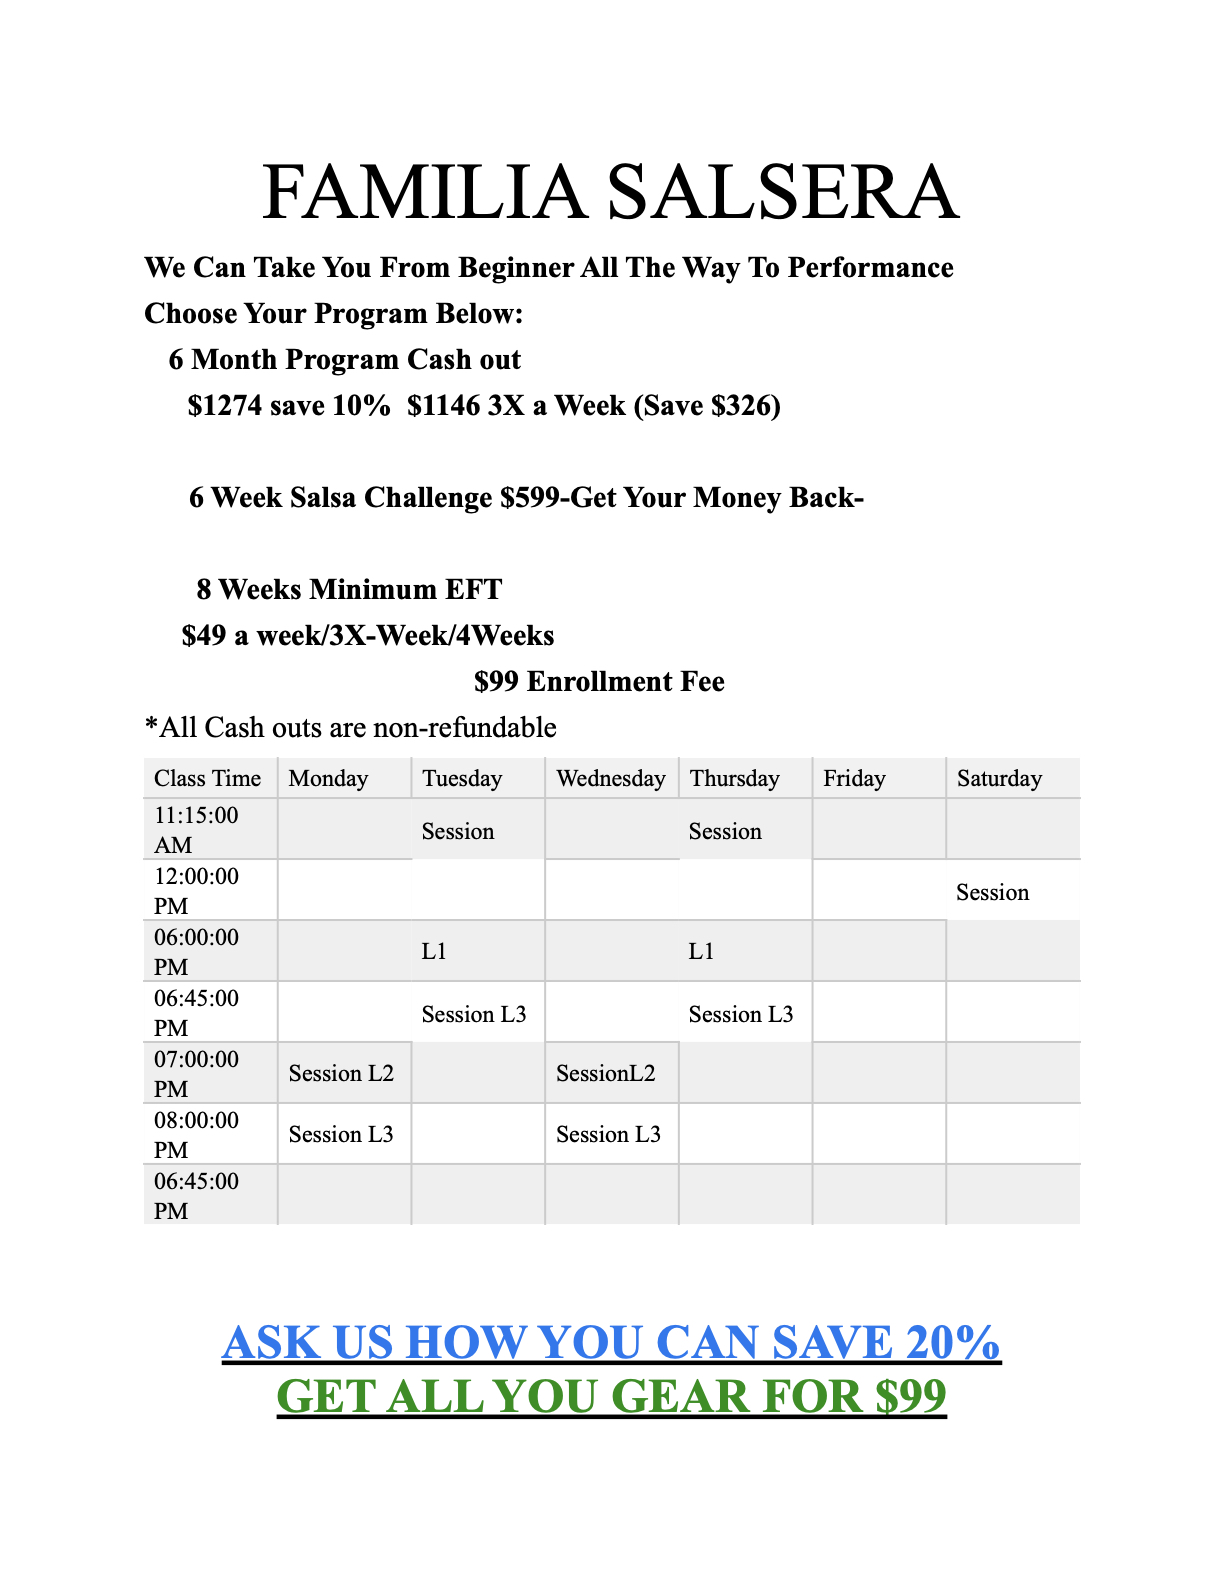 FAMILIA SALSERA
We Can Take You From Beginner All The Way To Performance
Choose Your Program Below:
6 Month Program Cash out
$1274 save 10% $1146 3X a Week (Save $326)
6 Week Salsa Challenge $599-Get Your Money Back-
8 Weeks Minimum EFT
$49 a week/3X-Week/4Weeks
$99 Enrollment Fee
*All Cash outs are non-refundable
Class Time Monday Tuesday Wednesday Thursday Friday Saturday
11:15:00
AM
Session Session
12:00:00
PM
Session
06:00:00
PM
L1 L1
06:45:00
PM
Session L3 Session L3
07:00:00
PM
Session L2 SessionL2
08:00:00
PM
Session L3 Session L3
06:45:00
PM
ASK US HOW YOU CAN SAVE 20%
GET ALL YOU GEAR FOR $99